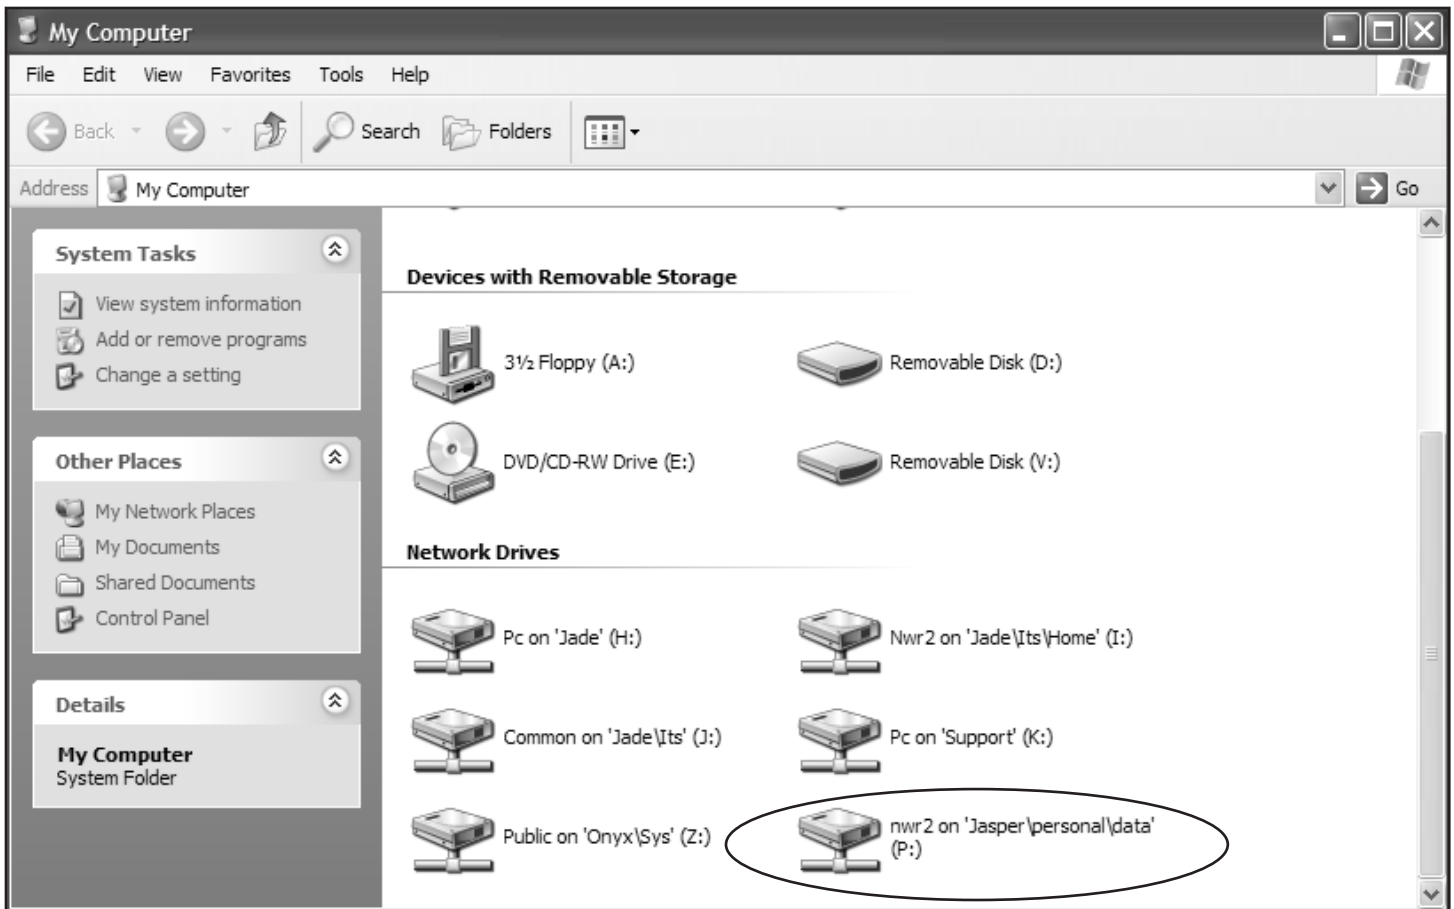 My Computer
File Edit View Favorites Tools Help
Back Search Folders
Address My Computer Go
System Tasks
View system information
Add or remove programs
Change a setting
Other Places
My Network Places
My Documents
Shared Documents
Control Panel
Details
My Computer
System Folder
Devices with Removable Storage
3½ Floppy (A:) Removable Disk (D:)
DVD/CD-RW Drive (E:) Removable Disk (V:)
Network Drives
Pc on 'Jade' (H:) Nwr2 on 'Jade\Its\Home' (I:)
Common on 'Jade\Its' (J:) Pc on 'Support' (K:)
Public on 'Onyx\Sys' (Z:) nwr2 on 'Jasper\personal\data'
(P:)